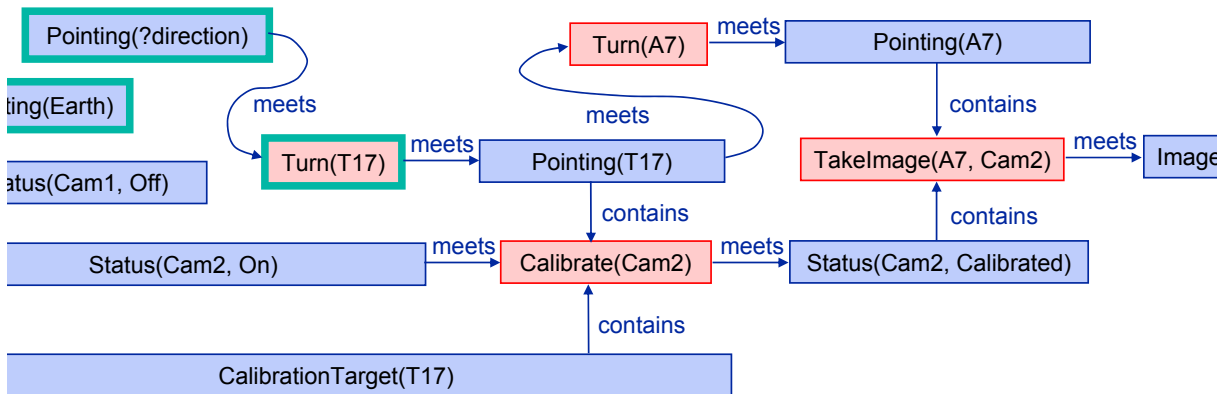 Pointing(?direction)
meets
Turn(A7)
meets
Pointing(A7)
ting(Earth)
meets
contains
Turn(T17)
meets
Pointing(T17)
TakeImage(A7, Cam2)
meets
Image
atus(Cam1, Off)
contains
contains
Status(Cam2, On)
meets
Calibrate(Cam2)
meets
Status(Cam2, Calibrated)
contains
CalibrationTarget(T17)